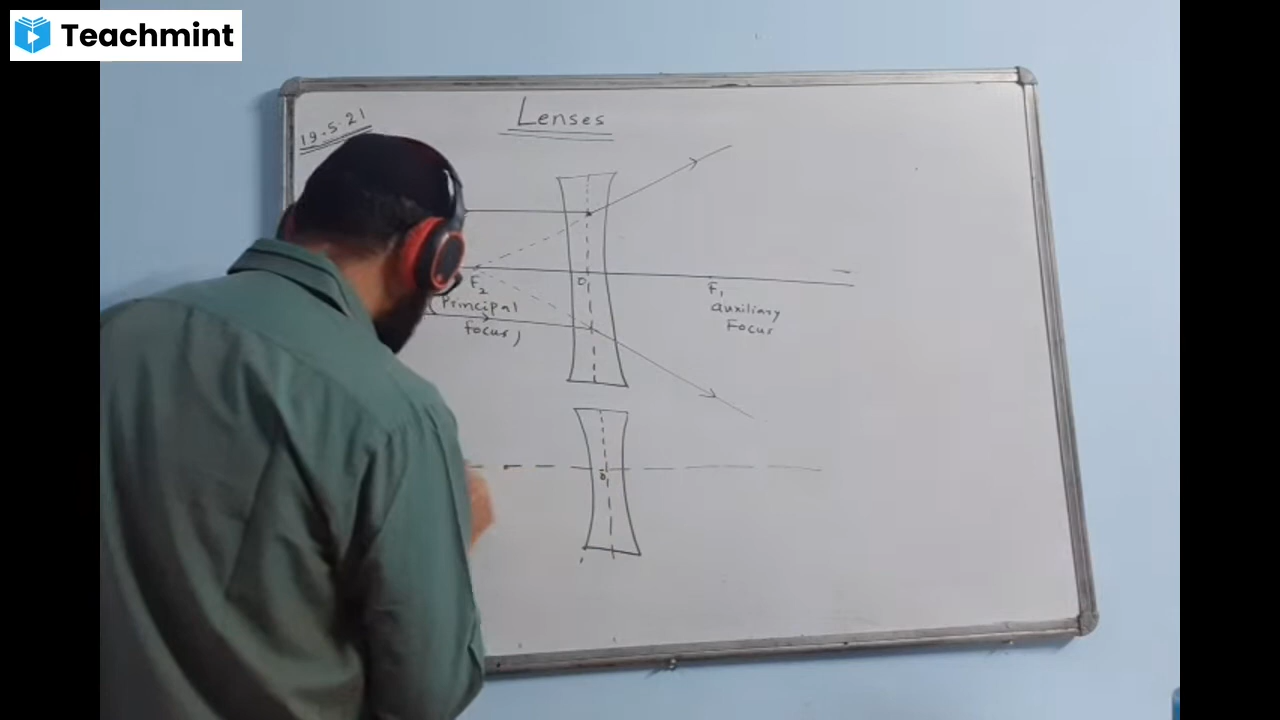 Teachmint
19.5.21
Lenses
F2
(Principal
focus)
O
F1
auxiliary
Focus
O